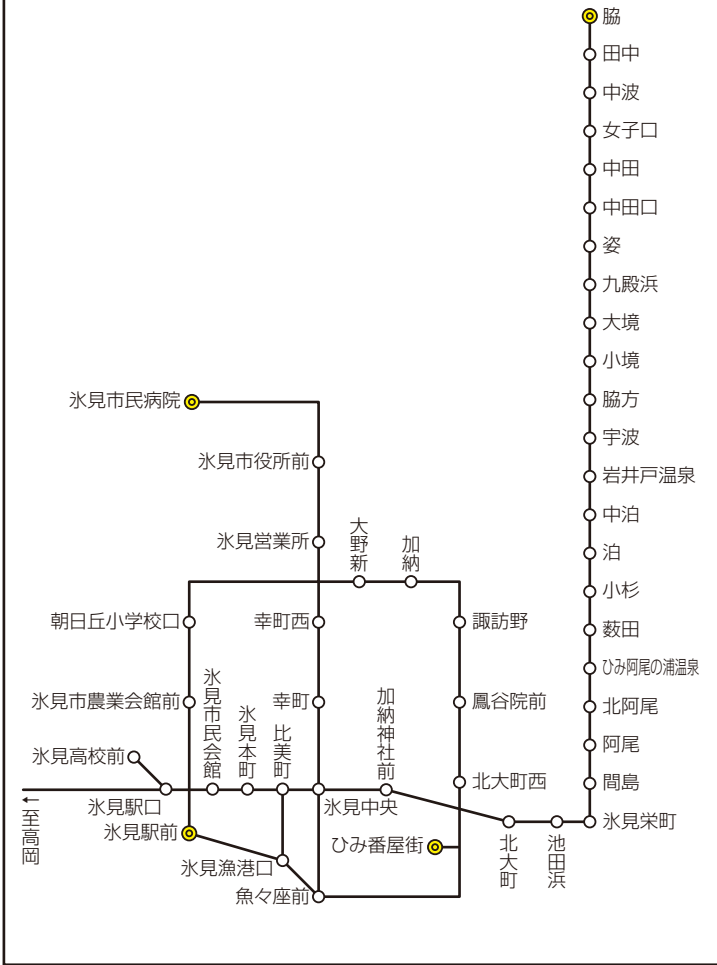 脇
田中
中波
女子口
中田
中田口
姿
九殿浜
大境
小境
脇方
宇波
岩井戸温泉
中泊
泊
小杉
薮田
ひみ阿尾の浦温泉
北阿尾
阿尾
間島
氷見栄町
池田浜
北大町
氷見市民病院
氷見市役所前
氷見営業所
大野新
加納
朝日丘小学校口
幸町西
諏訪野
氷見市農業会館前
氷見市民会館
氷見本町
比美町
幸町
加納神社前
鳳谷院前
氷見高校前
北大町西
氷見駅口
氷見中央
←至高岡
氷見駅前
氷見漁港口
ひみ番屋街
魚々座前